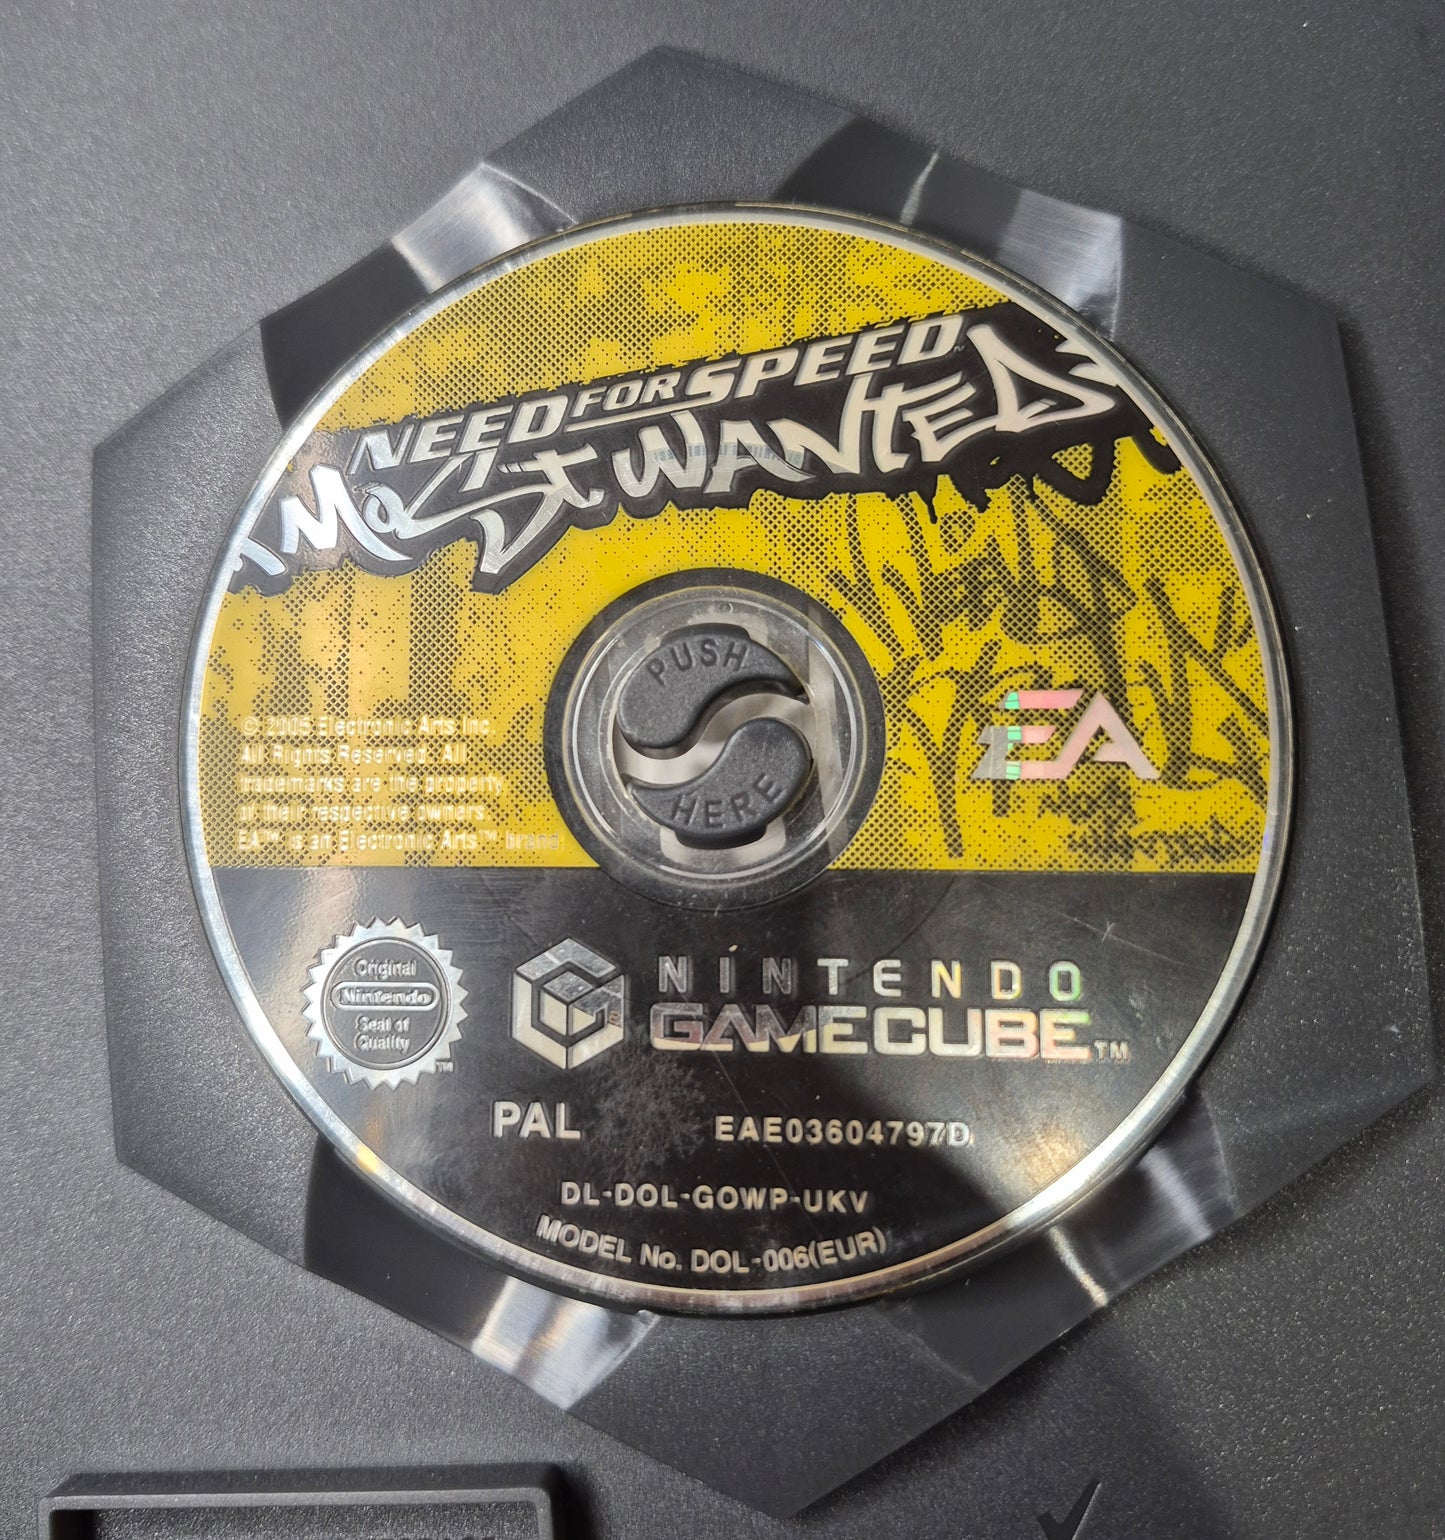 NEED FOR SPEED™
MOST WANTED
PUSH
HERE
© 2005 Electronic Arts Inc.
All Rights Reserved. All
trademarks are the property
of their respective owners.
EA™ is an Electronic Arts™ brand.
EA
Original
Nintendo
Seal of
Quality
TM
NINTENDO
GAMECUBE™
PAL
EAE03604797D
DL-DOL-GOWP-UKV
MODEL No. DOL-006(EUR)